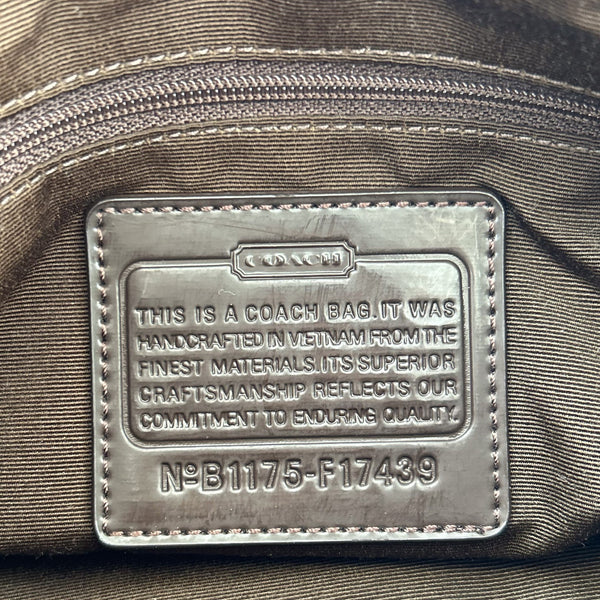 COACH
THIS IS A COACH BAG.IT WAS
HANDCRAFTED IN VIETNAM FROM THE
FINEST MATERIALS.ITS SUPERIOR
CRAFTSMANSHIP REFLECTS OUR
COMMITMENT TO ENDURING QUALITY.
NºB1175-F17439